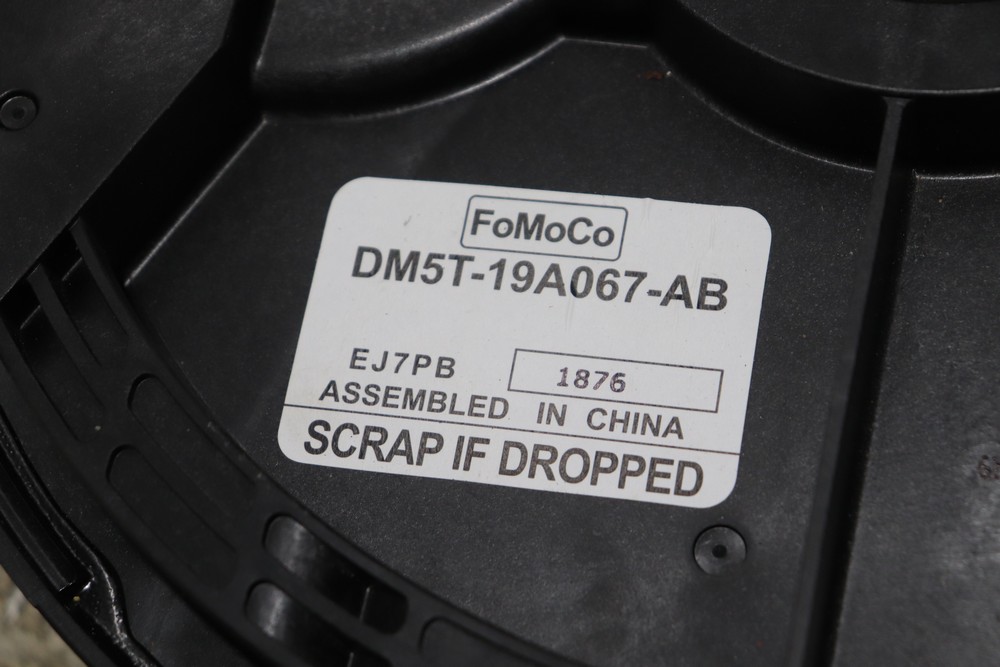 FoMoCo
DM5T-19A067-AB
EJ7PB 1876
ASSEMBLED IN CHINA
SCRAP IF DROPPED